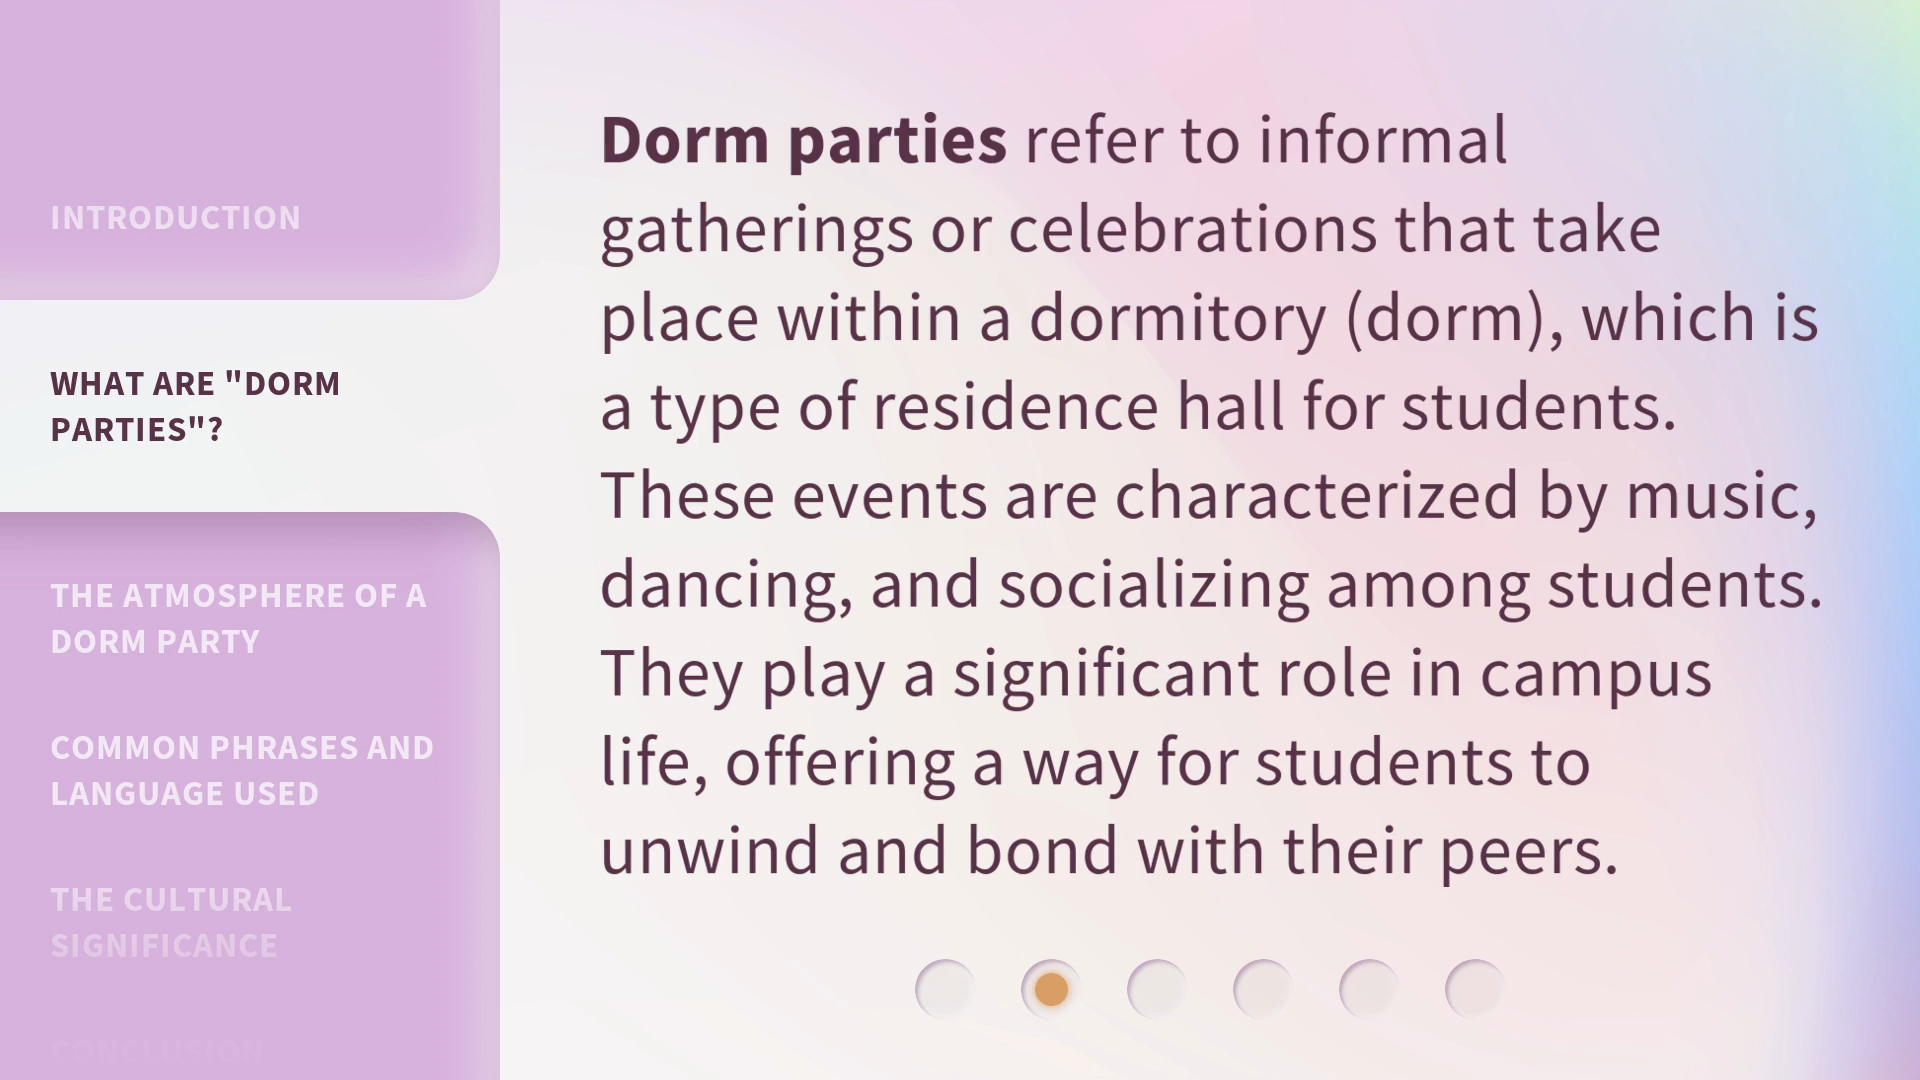 INTRODUCTION
WHAT ARE "DORM
PARTIES"?
THE ATMOSPHERE OF A
DORM PARTY
COMMON PHRASES AND
LANGUAGE USED
THE CULTURAL
SIGNIFICANCE
CONCLUSION
Dorm parties refer to informal
gatherings or celebrations that take
place within a dormitory (dorm), which is
a type of residence hall for students.
These events are characterized by music,
dancing, and socializing among students.
They play a significant role in campus
life, offering a way for students to
unwind and bond with their peers.